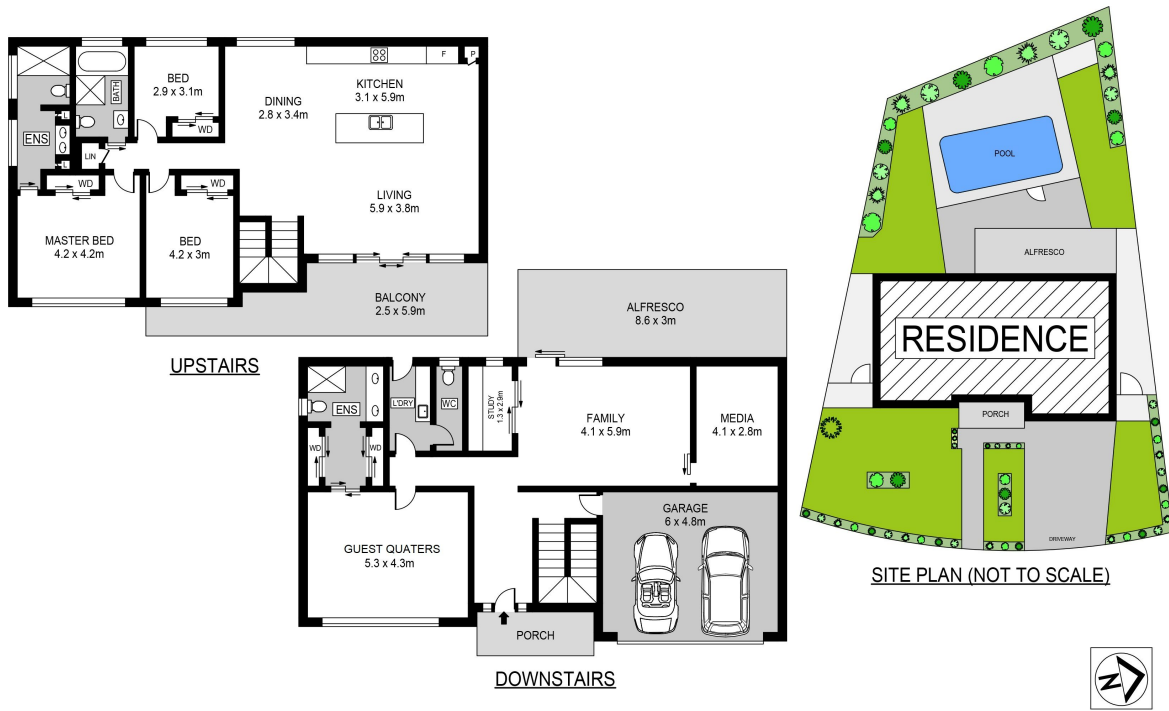 BED
2.9 x 3.1m
WD
BATH
ENS
L
L
LIN
WD
WD
MASTER BED
4.2 x 4.2m
BED
4.2 x 3m
DINING
2.8 x 3.4m
KITCHEN
3.1 x 5.9m
F
P
LIVING
5.9 x 3.8m
BALCONY
2.5 x 5.9m
UPSTAIRS
ALFRESCO
8.6 x 3m
ENS
WD
WD
L'DRY
WC
STUDY
1.3 x 2.9m
FAMILY
4.1 x 5.9m
MEDIA
4.1 x 2.8m
GUEST QUATERS
5.3 x 4.3m
GARAGE
6 x 4.8m
PORCH
DOWNSTAIRS
POOL
ALFRESCO
RESIDENCE
PORCH
DRIVEWAY
SITE PLAN (NOT TO SCALE)
N